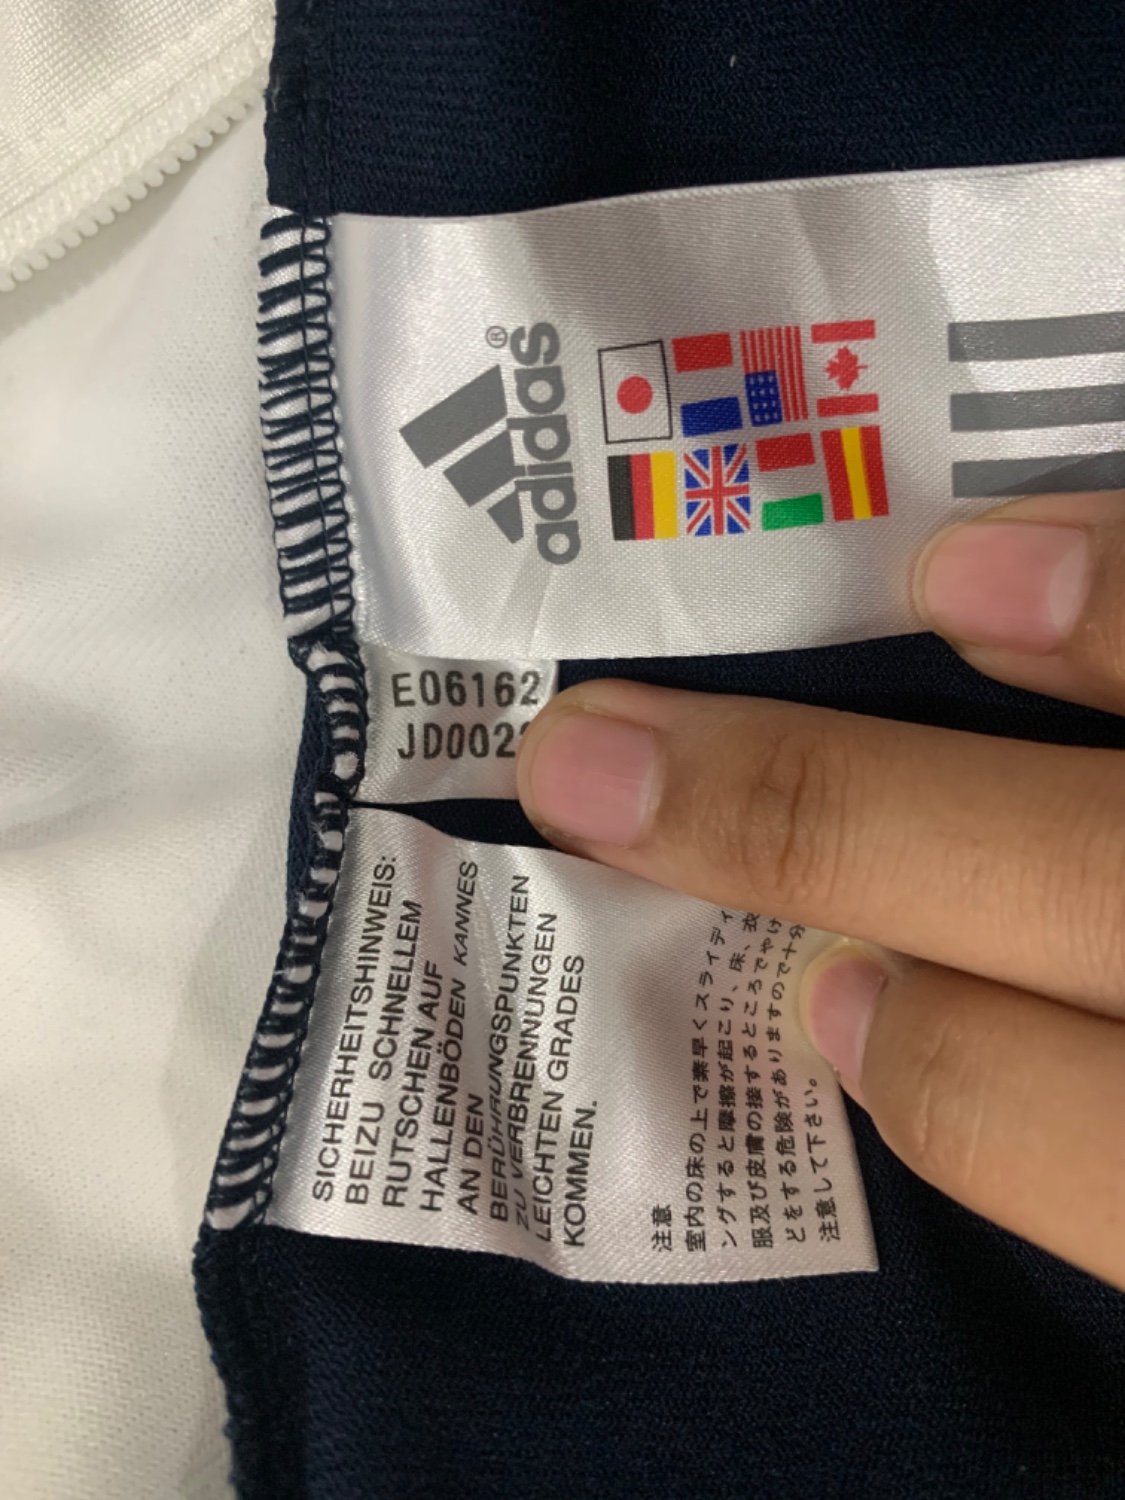 adidas®
E06162
SICHERHEITSHINWEIS:
BEIZU SCHNELLEM
RUTSCHEN AUF
HALLENBÖDEN KANNES
AN DEN
BERÜHRUNGSPUNKTEN
ZU VERBRENNUNGEN
LEICHTEN GRADES
KOMMEN.
注意
室内の床の上で素早くスライディ
ングすると摩擦が起こり、床、衣
服及び皮膚の接するところでやけ
どをする危険がありますので十分
注意して下さい。